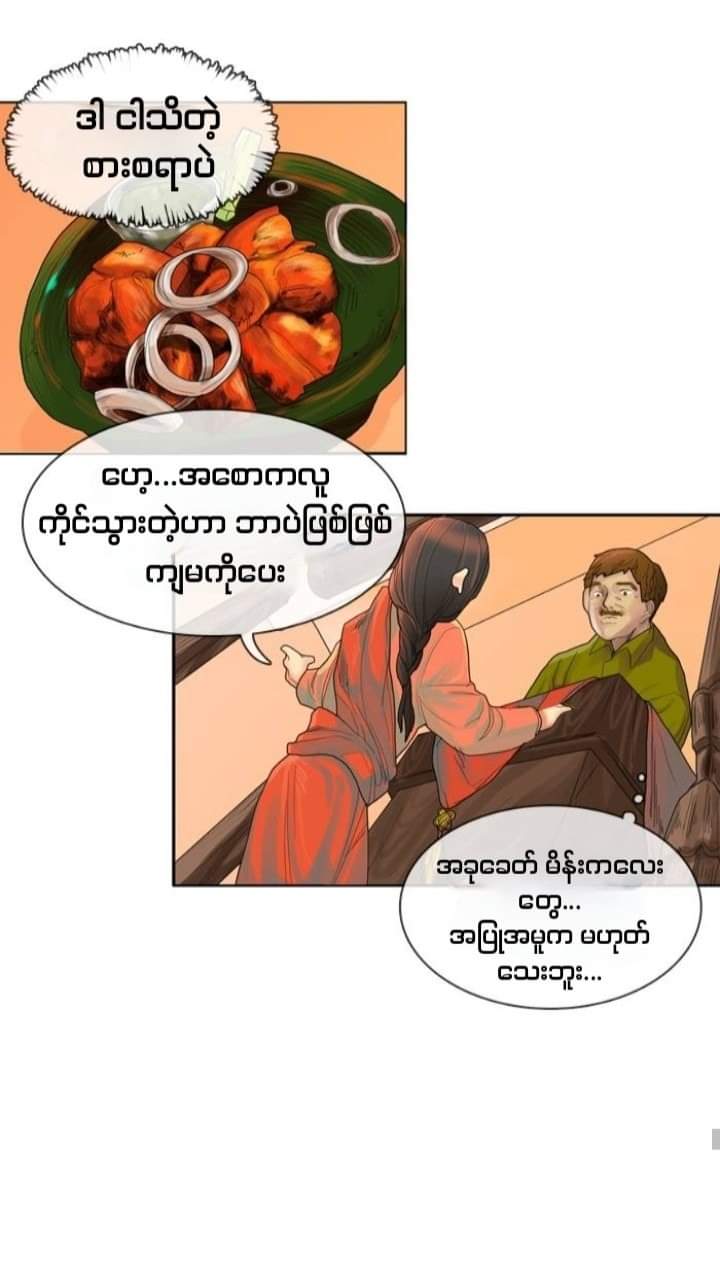 ဒါ ငါသိတဲ့
စားစရာပဲ
ဟေ့...အစောကလူ
ကိုင်သွားတဲ့ဟာ ဘာပဲဖြစ်ဖြစ်
ကျမကိုပေး
အခုခေတ် မိန်းကလေး
တွေ...
အပြုအမူက မဟုတ်
သေးဘူး...